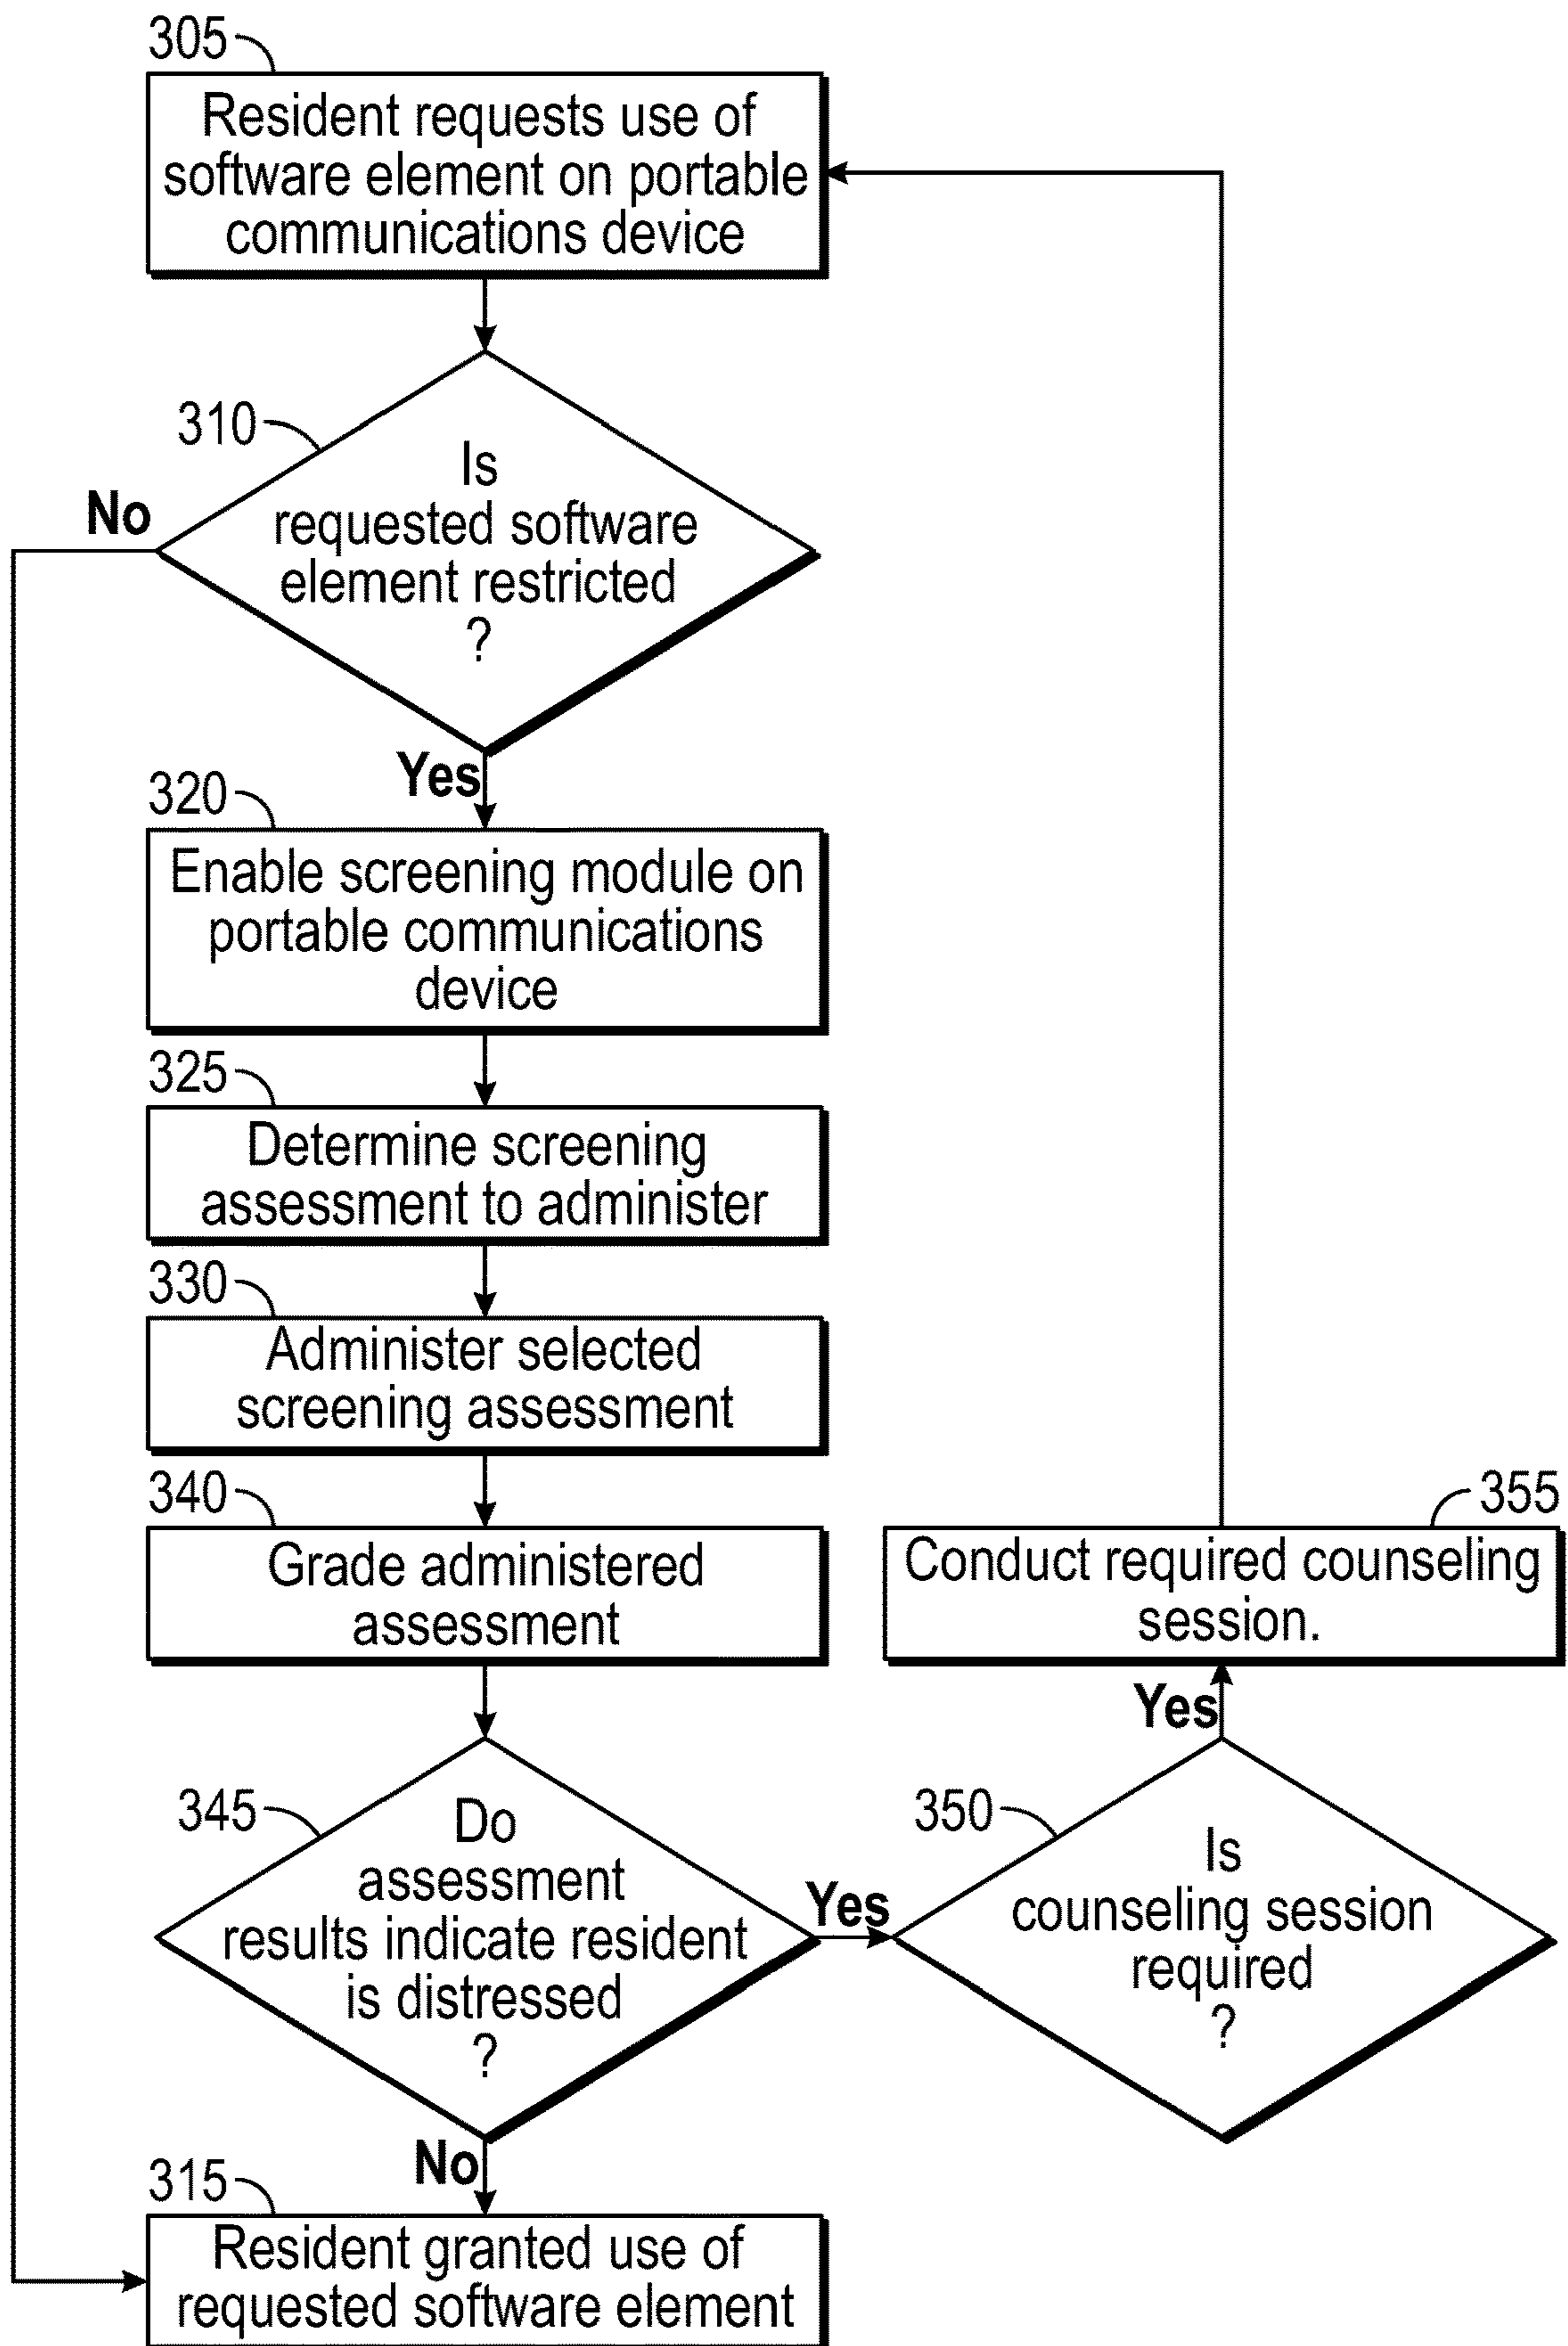 305
Resident requests use of
software element on portable
communications device
310
Is
requested software
element restricted
?
No
Yes
320
Enable screening module on
portable communications
device
325
Determine screening
assessment to administer
330
Administer selected
screening assessment
340
Grade administered
assessment
355
Conduct required counseling
session.
Yes
345
Do
assessment
results indicate resident
is distressed
?
Yes
350
Is
counseling session
required
?
No
315
Resident granted use of
requested software element